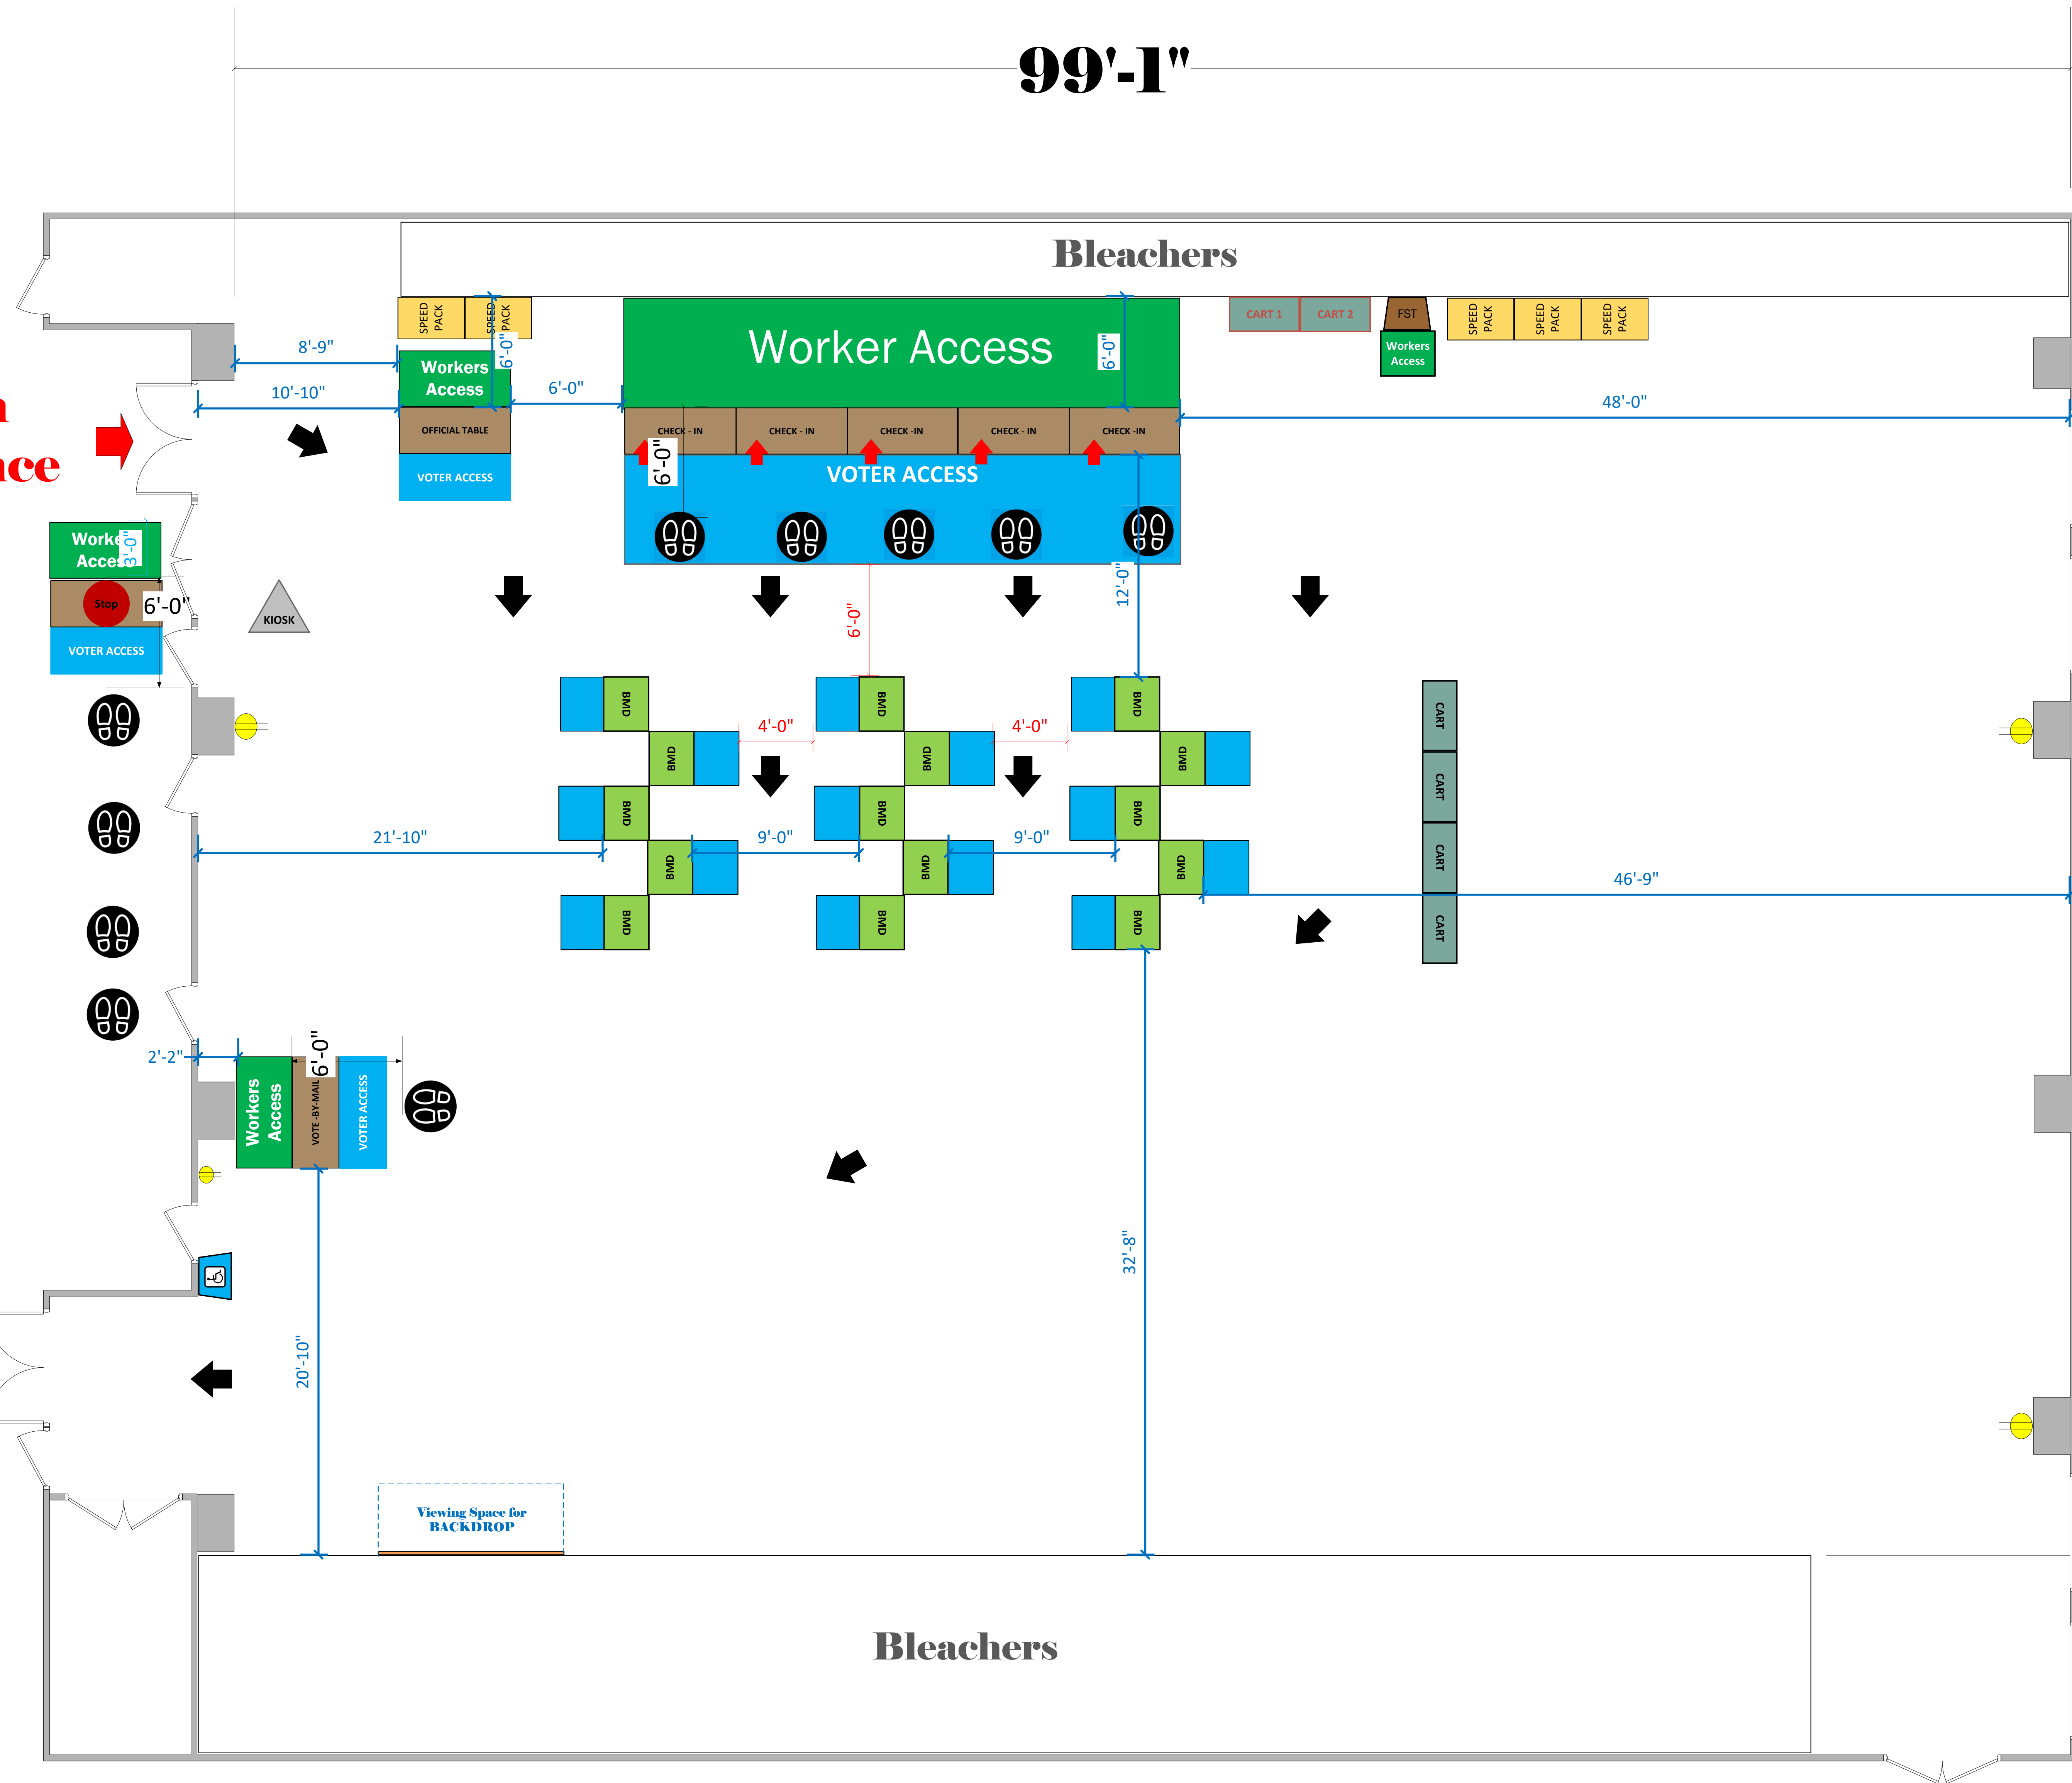 99'-1"
Bleachers
SPEED PACK
SPEED PACK
6'-0"
Worker Access
6'-0"
CART 1
CART 2
FST
SPEED PACK
SPEED PACK
SPEED PACK
Workers
Access
8'-9"
Workers
Access
10'-10"
6'-0"
48'-0"
OFFICIAL TABLE
CHECK - IN
CHECK - IN
CHECK -IN
CHECK - IN
CHECK -IN
VOTER ACCESS
6'-0"
VOTER ACCESS
Access
3'-0"
Stop
6'-0"
VOTER ACCESS
KIOSK
12'-0"
6'-0"
BMD
BMD
BMD
CART
4'-0"
4'-0"
BMD
BMD
BMD
CART
BMD
BMD
BMD
CART
21'-10"
9'-0"
9'-0"
BMD
BMD
BMD
46'-9"
BMD
BMD
BMD
CART
2'-2"
6'-0"
Workers
Access
VOTE -BY-MAIL
VOTER ACCESS
32'-8"
20'-10"
Viewing Space for
BACKDROP
Bleachers